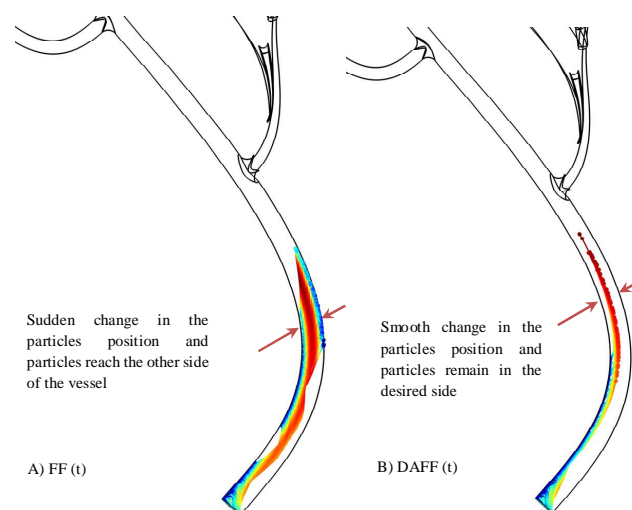 Sudden change in the
particles position and
particles reach the other side
of the vessel
A) FF (t)
Smooth change in the
particles position and
particles remain in the
desired side
B) DAFF (t)